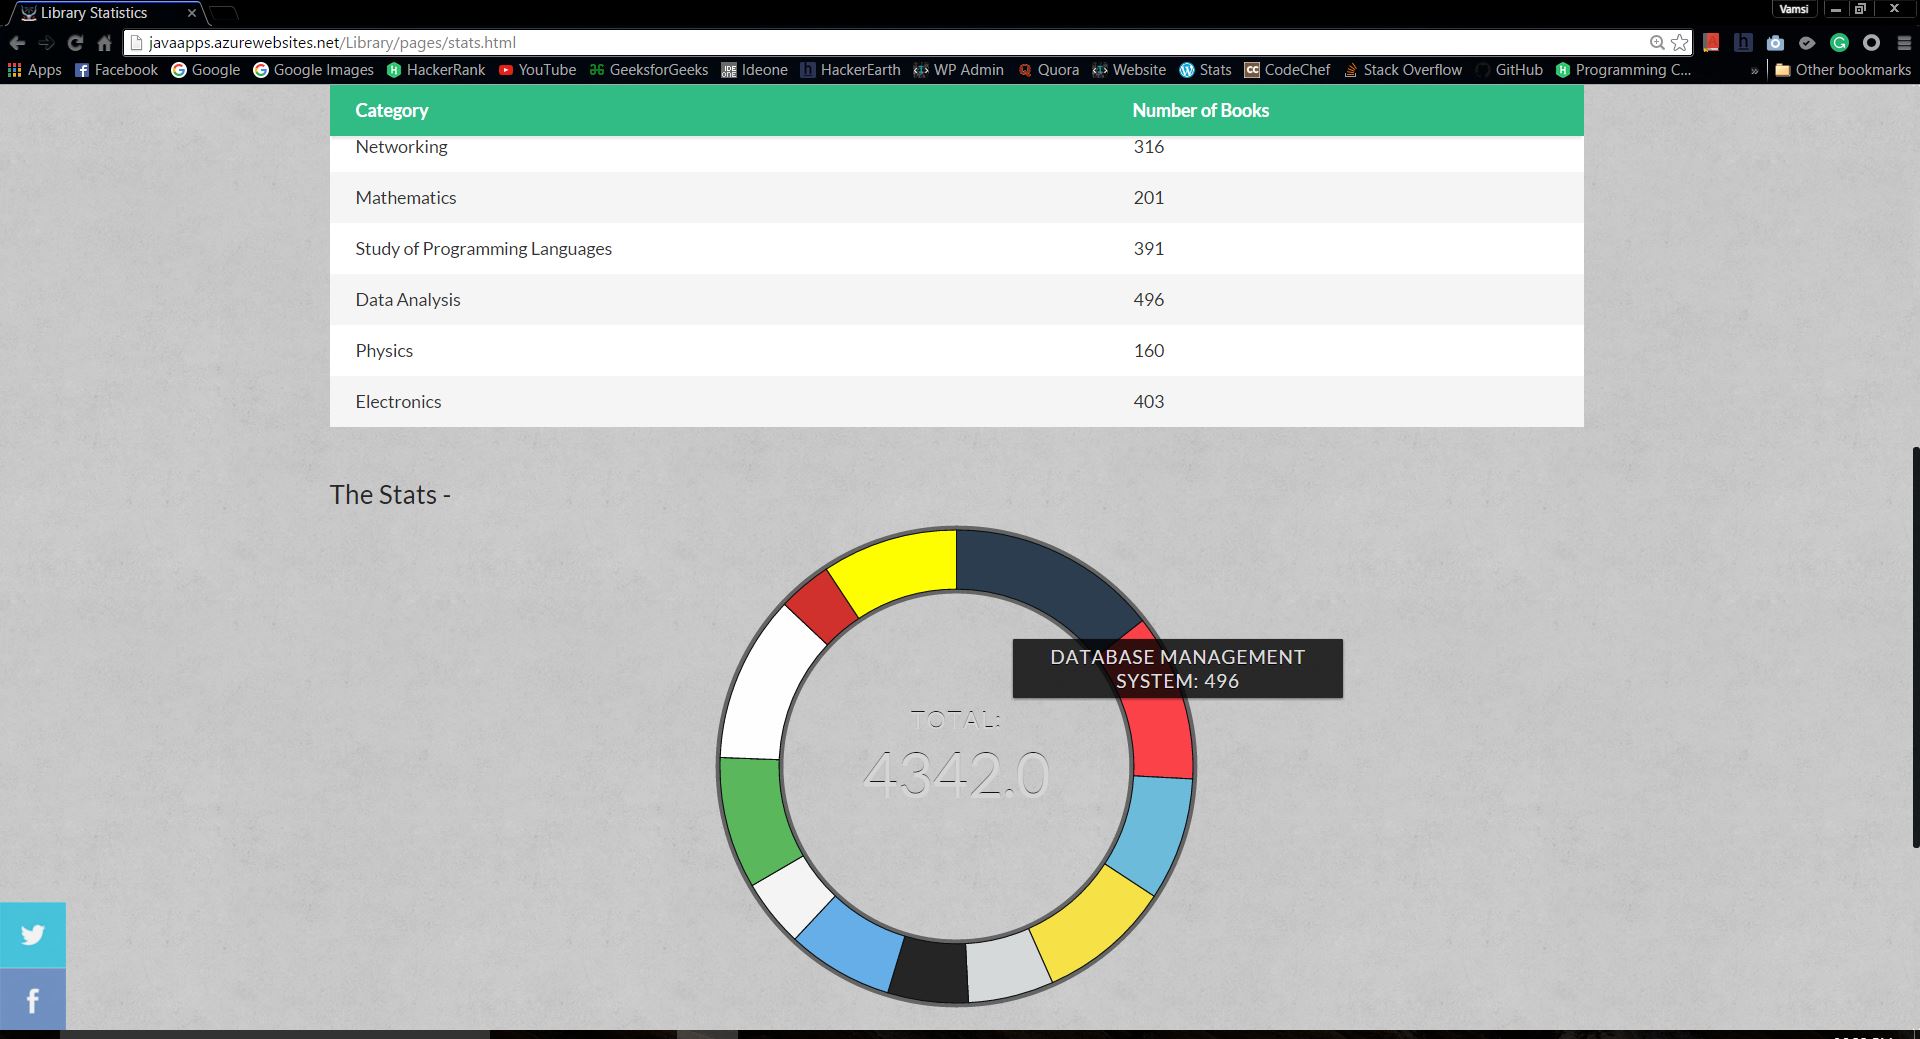 Library Statistics
Vamsi
javaapps.azurewebsites.net/Library/pages/stats.html
Apps Facebook Google Google Images HackerRank YouTube GeeksforGeeks Ideone HackerEarth WP Admin Quora Website Stats CodeChef Stack Overflow GitHub Programming C... » Other bookmarks
Category Number of Books
Networking 316
Mathematics 201
Study of Programming Languages 391
Data Analysis 496
Physics 160
Electronics 403
The Stats -
DATABASE MANAGEMENT
SYSTEM: 496
TOTAL:
4342.0